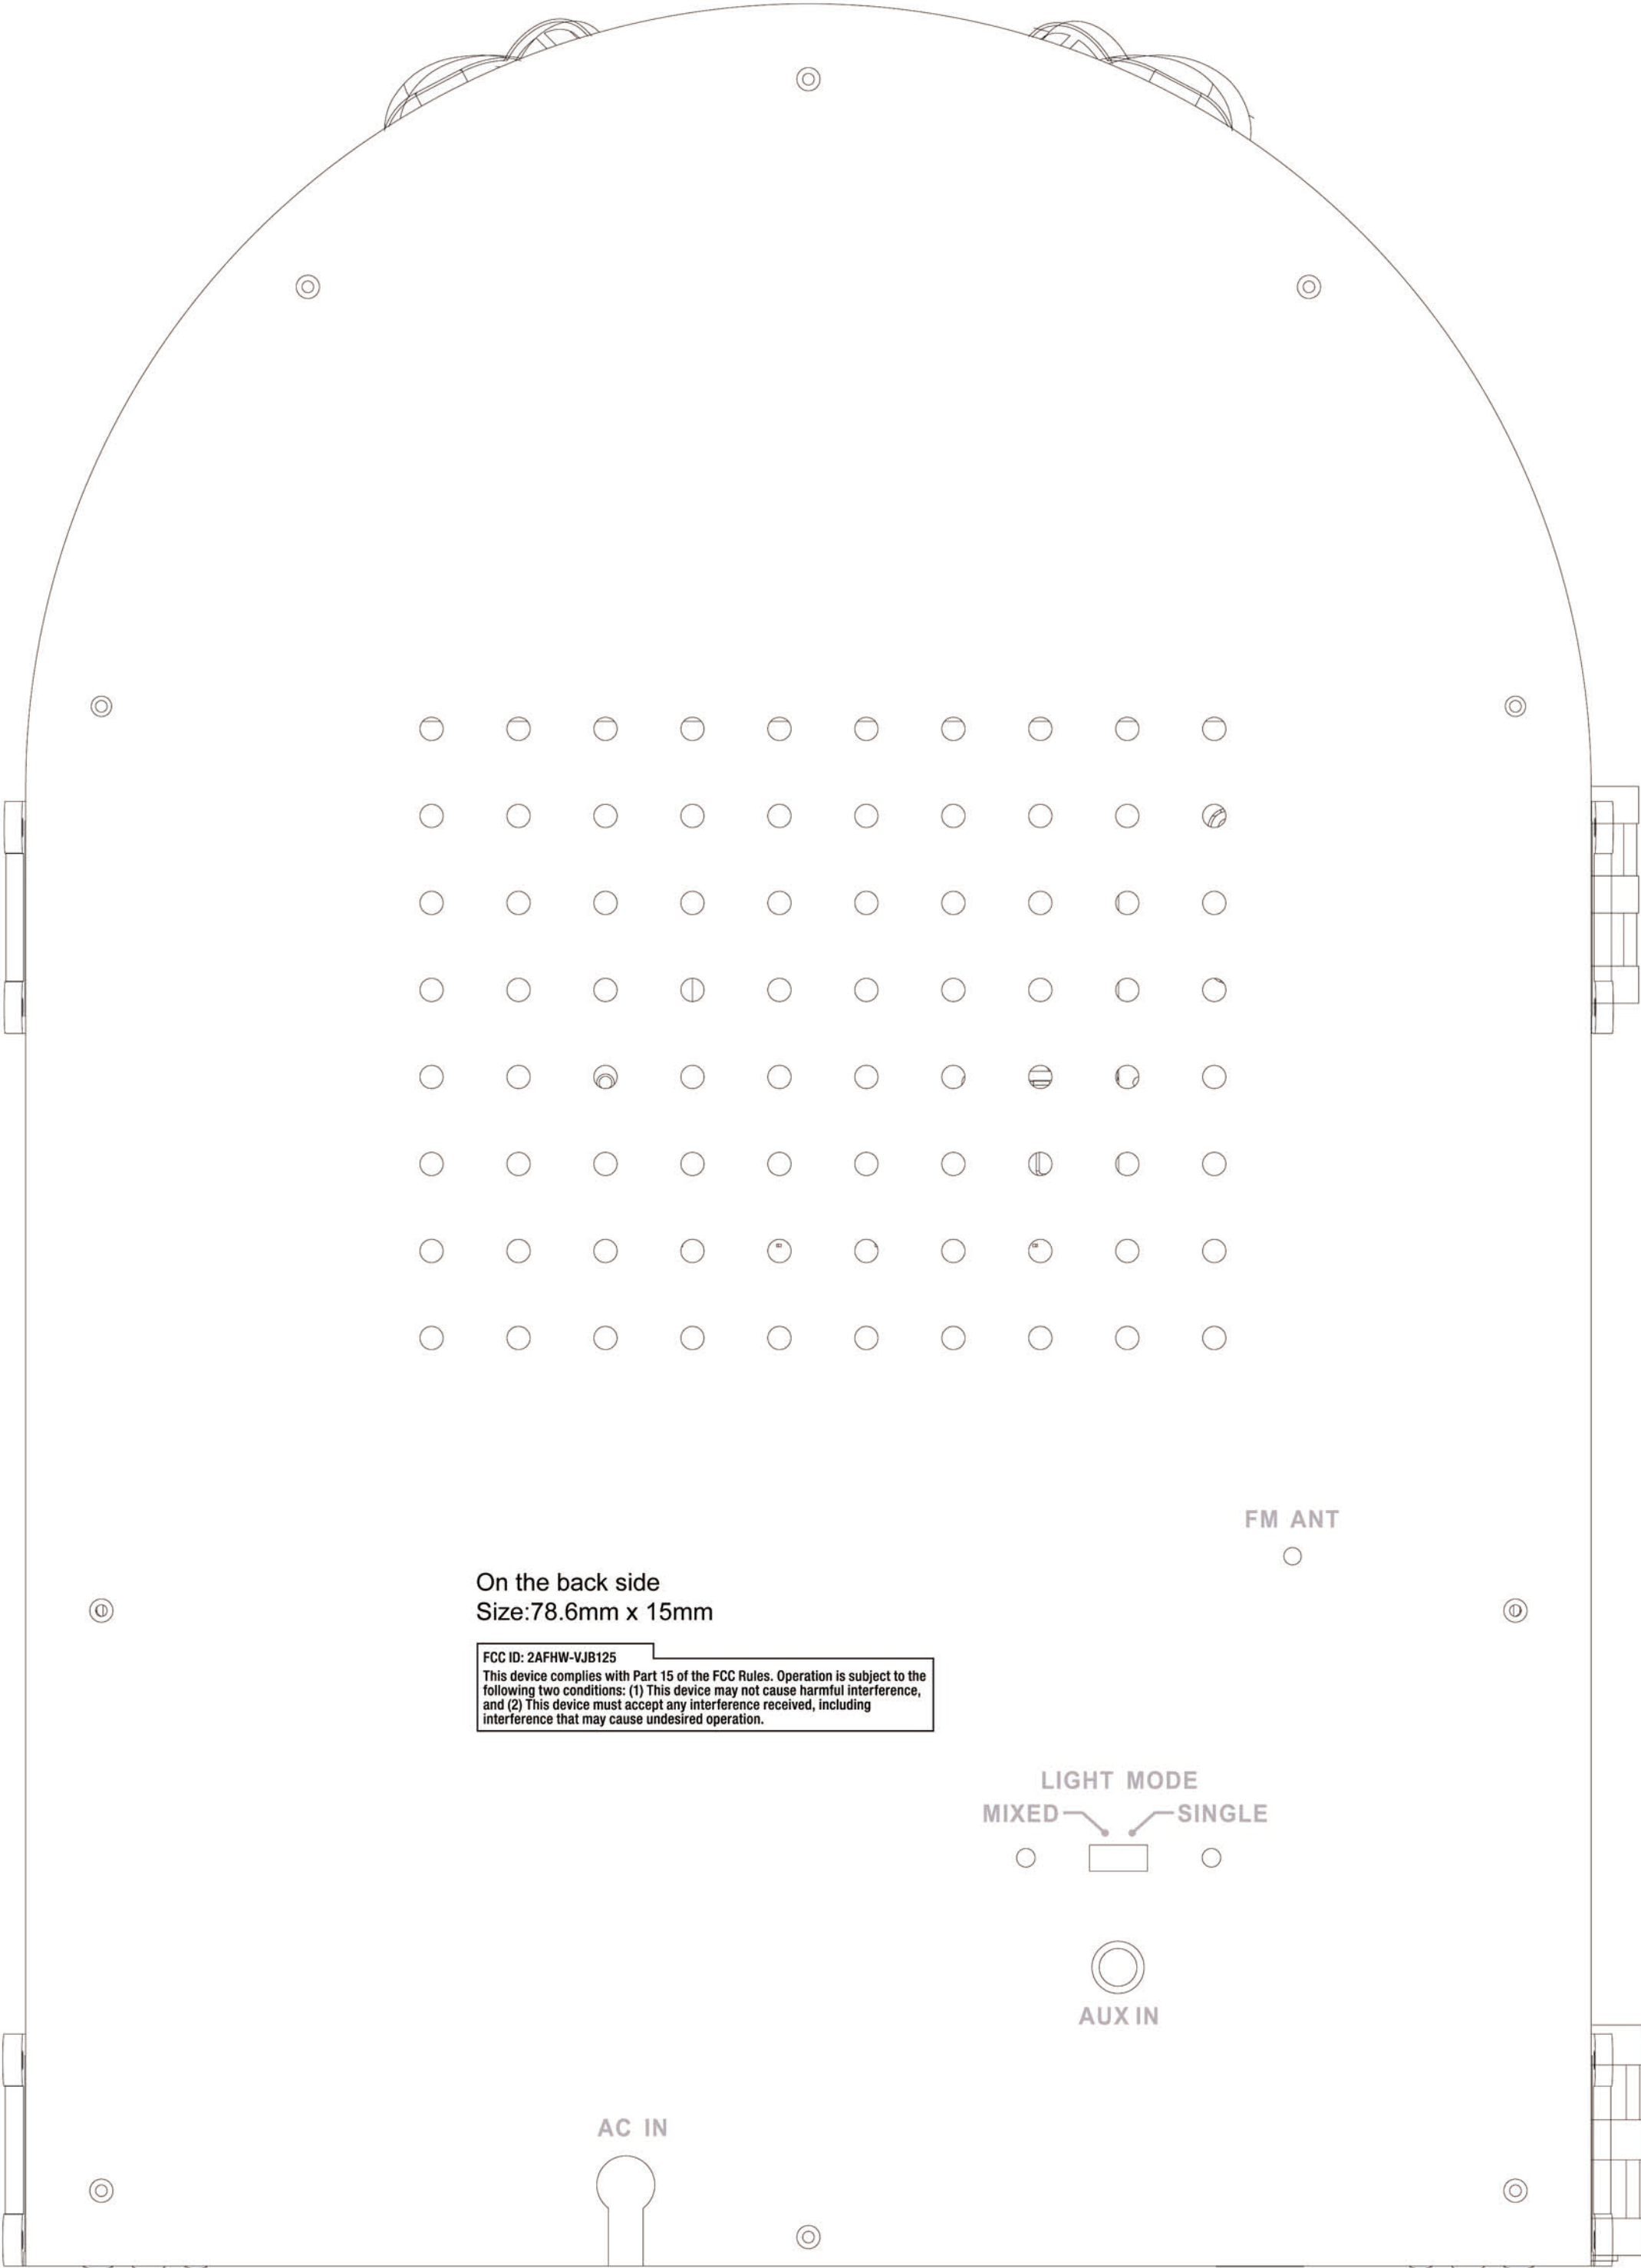 FM ANT
On the back side
Size:78.6mm x 15mm
FCC ID: 2AFHW-VJB125
This device complies with Part 15 of the FCC Rules. Operation is subject to the
following two conditions: (1) This device may not cause harmful interference,
and (2) This device must accept any interference received, including
interference that may cause undesired operation.
LIGHT MODE
MIXED SINGLE
AUX IN
AC IN